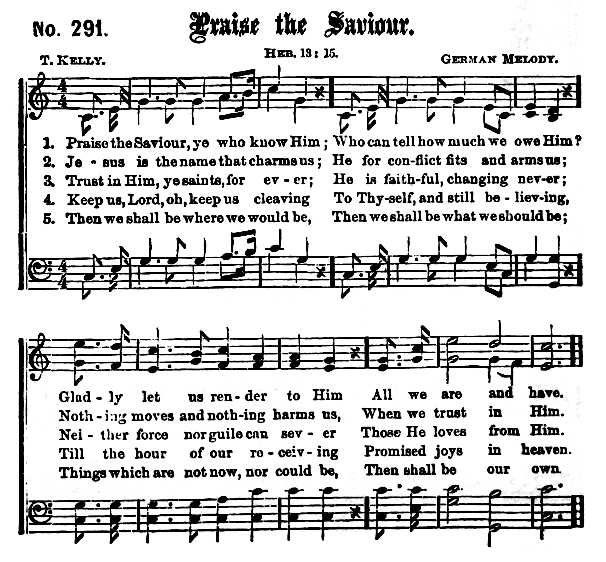 No. 291. Praise the Saviour.
HEB. 13: 15.
T. KELLY. GERMAN MELODY.
4 4
1. Praise the Saviour, ye who know Him; Who can tell how much we owe Him?
2. Je - sus is the name that charms us; He for con-flict fits and arms us;
3. Trust in Him, ye saints, for ev - er; He is faith-ful, changing nev-er;
4. Keep us, Lord, oh, keep us cleaving To Thy-self, and still be - liev-ing,
5. Then we shall be where we would be, Then we shall be what we should be;
4 4
Glad - ly let us ren - der to Him All we are and have.
Noth - ing moves and noth-ing harms us, When we trust in Him.
Nei - ther force nor guile can sev - er Those He loves from Him.
Till the hour of our re - ceiv - ing Promised joys in heaven.
Things which are not now, nor could be, Then shall be our own.